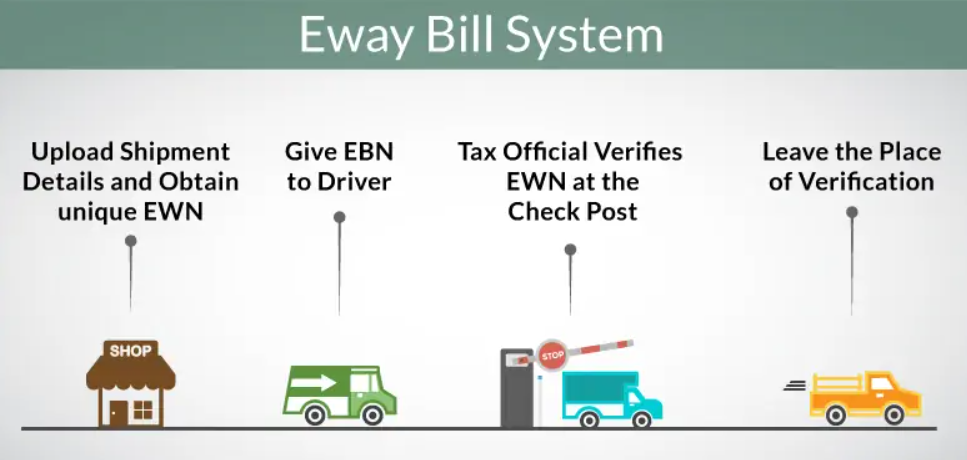 Eway Bill System
Upload Shipment
Details and Obtain
unique EWN
Give EBN
to Driver
Tax Official Verifies
EWN at the
Check Post
Leave the Place
of Verification
SHOP
STOP